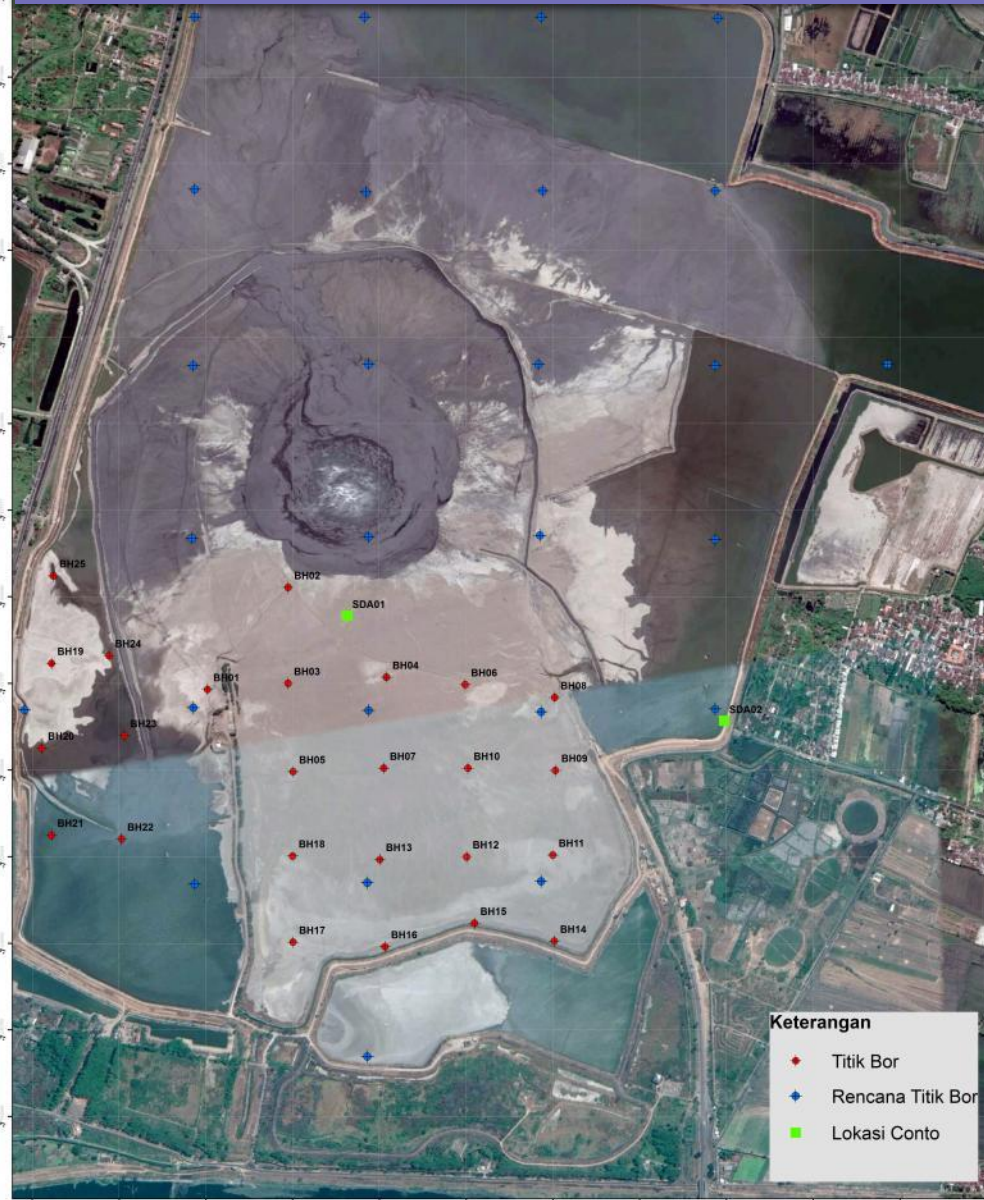 BH25
BH02
SDA01
BH24
BH19
BH04
BH03
BH06
BH01
BH08
SDA02
BH23
BH20
BH05
BH07
BH10
BH09
BH21
BH22
BH18
BH13
BH12
BH11
BH15
BH17
BH16
BH14
Keterangan
Titik Bor
Rencana Titik Bor
Lokasi Conto